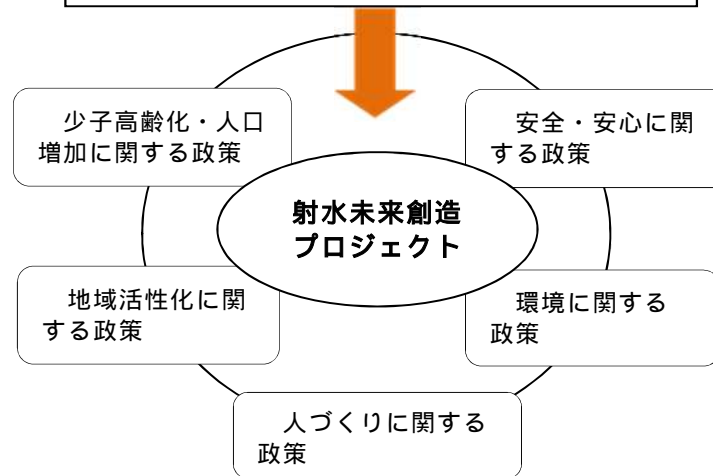 少子高齢化・人口
増加に関する政策
安全・安心に関
する政策
射水未来創造
プロジェクト
地域活性化に関
する政策
環境に関する
政策
人づくりに関する
政策